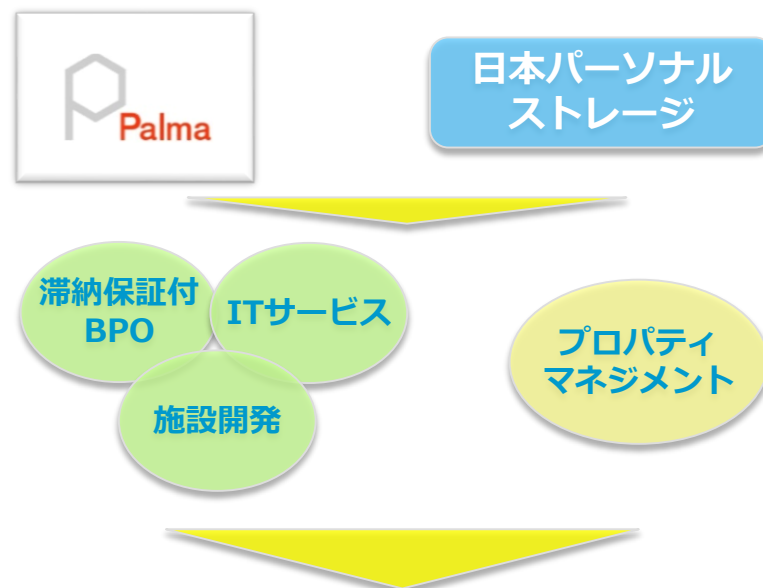 Palma
日本パーソナル
ストレージ
滞納保証付
BPO
ITサービス
施設開発
プロパティ
マネジメント